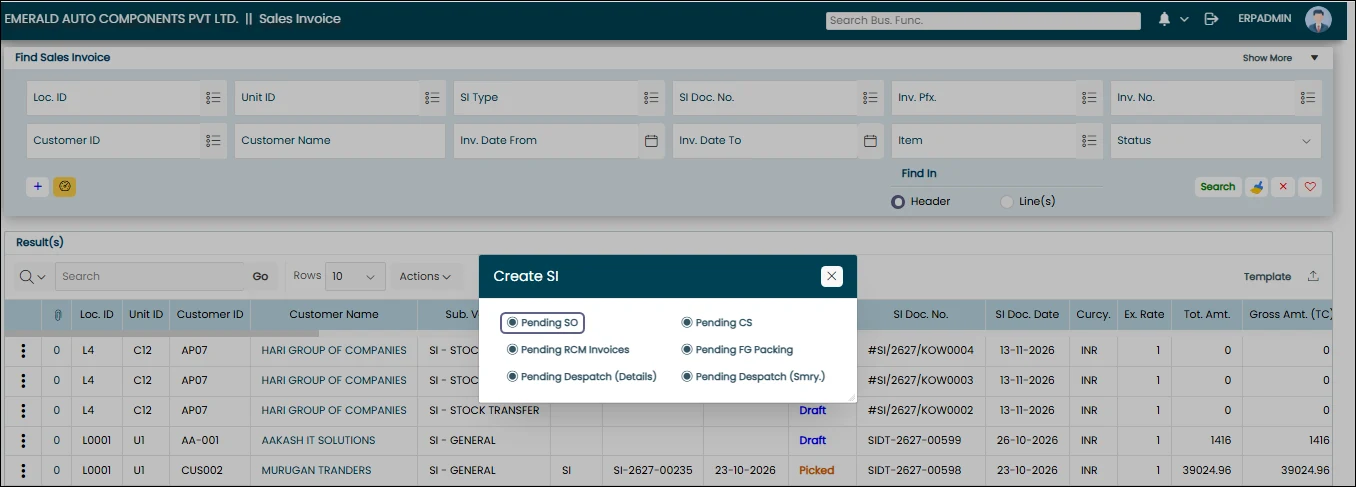 EMERALD AUTO COMPONENTS PVT LTD. || Sales Invoice Search Bus. Func. ERPADMIN
Find Sales Invoice Show More
Loc. ID Unit ID SI Type SI Doc. No. Inv. Pfx. Inv. No.
Customer ID Customer Name Inv. Date From Inv. Date To Item Status
Find In
+ Search
Header Line(s)
Result(s)
Search Go Rows 10 Actions Template
Create SI
Pending SO Pending CS
Pending RCM Invoices Pending FG Packing
Pending Despatch (Details) Pending Despatch (Smry.)
Loc. ID Unit ID Customer ID Customer Name Sub. V SI Doc. No. SI Doc. Date Curcy. Ex. Rate Tot. Amt. Gross Amt. (TC)
0 L4 C12 AP07 HARI GROUP OF COMPANIES SI - STOC #SI/2627/KOW0004 13-11-2026 INR 1 0 0
0 L4 C12 AP07 HARI GROUP OF COMPANIES SI - STOC #SI/2627/KOW0003 13-11-2026 INR 1 0 0
0 L4 C12 AP07 HARI GROUP OF COMPANIES SI - STOCK TRANSFER Draft #SI/2627/KOW0002 13-11-2026 INR 1 0 0
0 L0001 U1 AA-001 AAKASH IT SOLUTIONS SI - GENERAL Draft SIDT-2627-00599 26-10-2026 INR 1 1416 1416
0 L0001 U1 CUS002 MURUGAN TRANDERS SI - GENERAL SI SI-2627-00235 23-10-2026 Picked SIDT-2627-00598 23-10-2026 INR 1 39024.96 39024.96